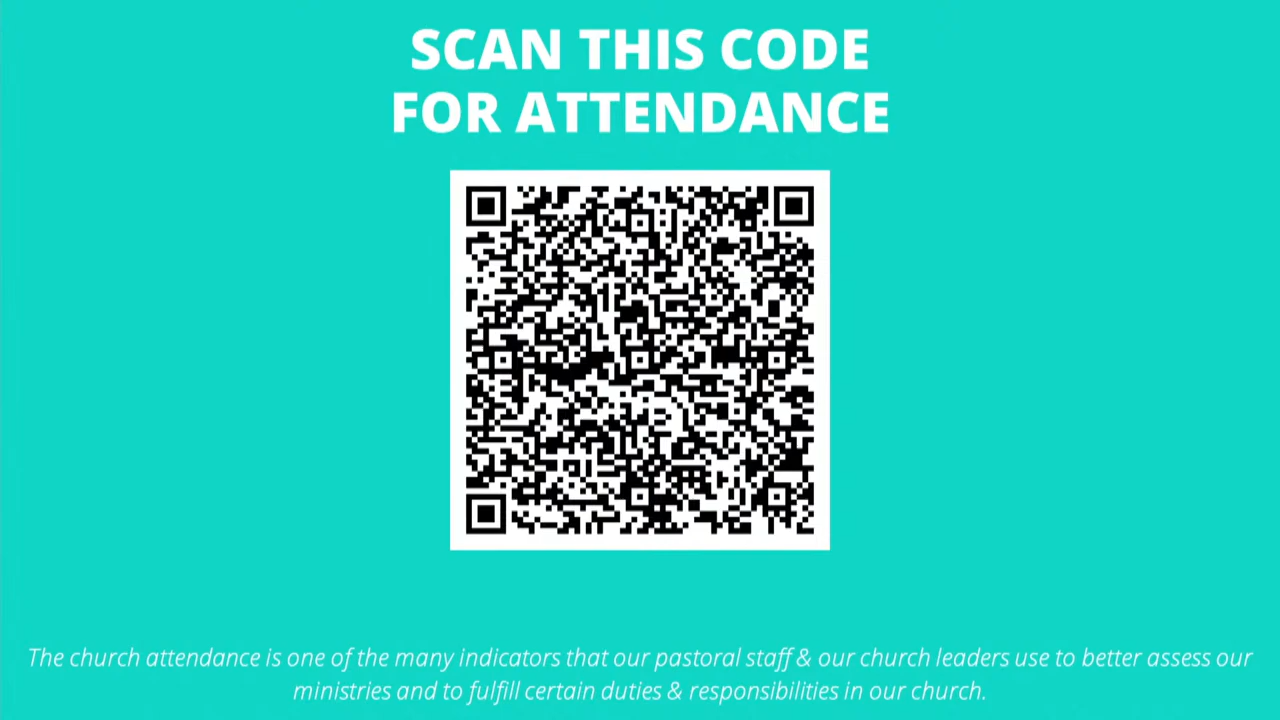 SCAN THIS CODE
FOR ATTENDANCE
The church attendance is one of the many indicators that our pastoral staff & our church leaders use to better assess our
ministries and to fulfill certain duties & responsibilities in our church.